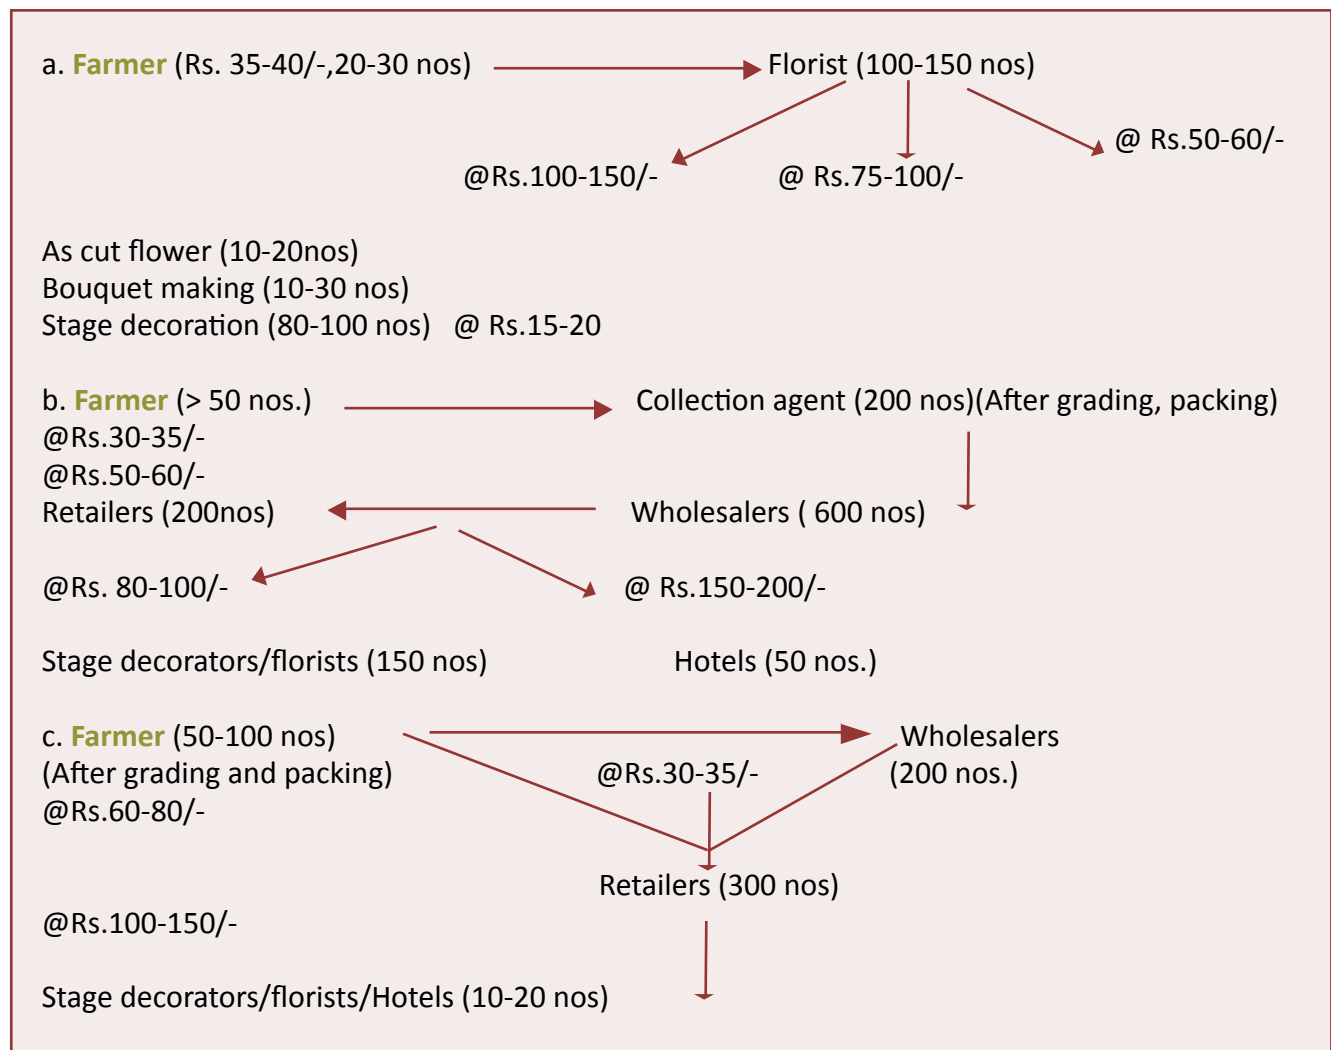 a. Farmer (Rs. 35-40/-,20-30 nos) Florist (100-150 nos)
@ Rs.50-60/-
@Rs.100-150/- @ Rs.75-100/-
As cut flower (10-20nos)
Bouquet making (10-30 nos)
Stage decoration (80-100 nos) @ Rs.15-20
b. Farmer (> 50 nos.) Collection agent (200 nos)(After grading, packing)
@Rs.30-35/-
@Rs.50-60/-
Retailers (200nos) Wholesalers ( 600 nos)
@Rs. 80-100/- @ Rs.150-200/-
Stage decorators/florists (150 nos) Hotels (50 nos.)
c. Farmer (50-100 nos) Wholesalers
(After grading and packing) @Rs.30-35/- (200 nos.)
@Rs.60-80/-
Retailers (300 nos)
@Rs.100-150/-
Stage decorators/florists/Hotels (10-20 nos)